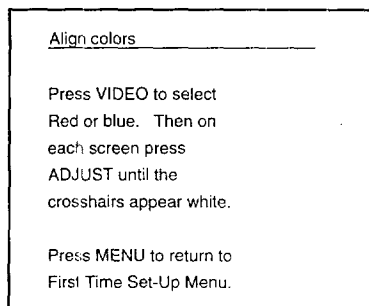 Align colors
Press VIDEO to select
Red or blue. Then on
each screen press
ADJUST until the
crosshairs appear white.
Press MENU to return to
First Time Set-Up Menu.